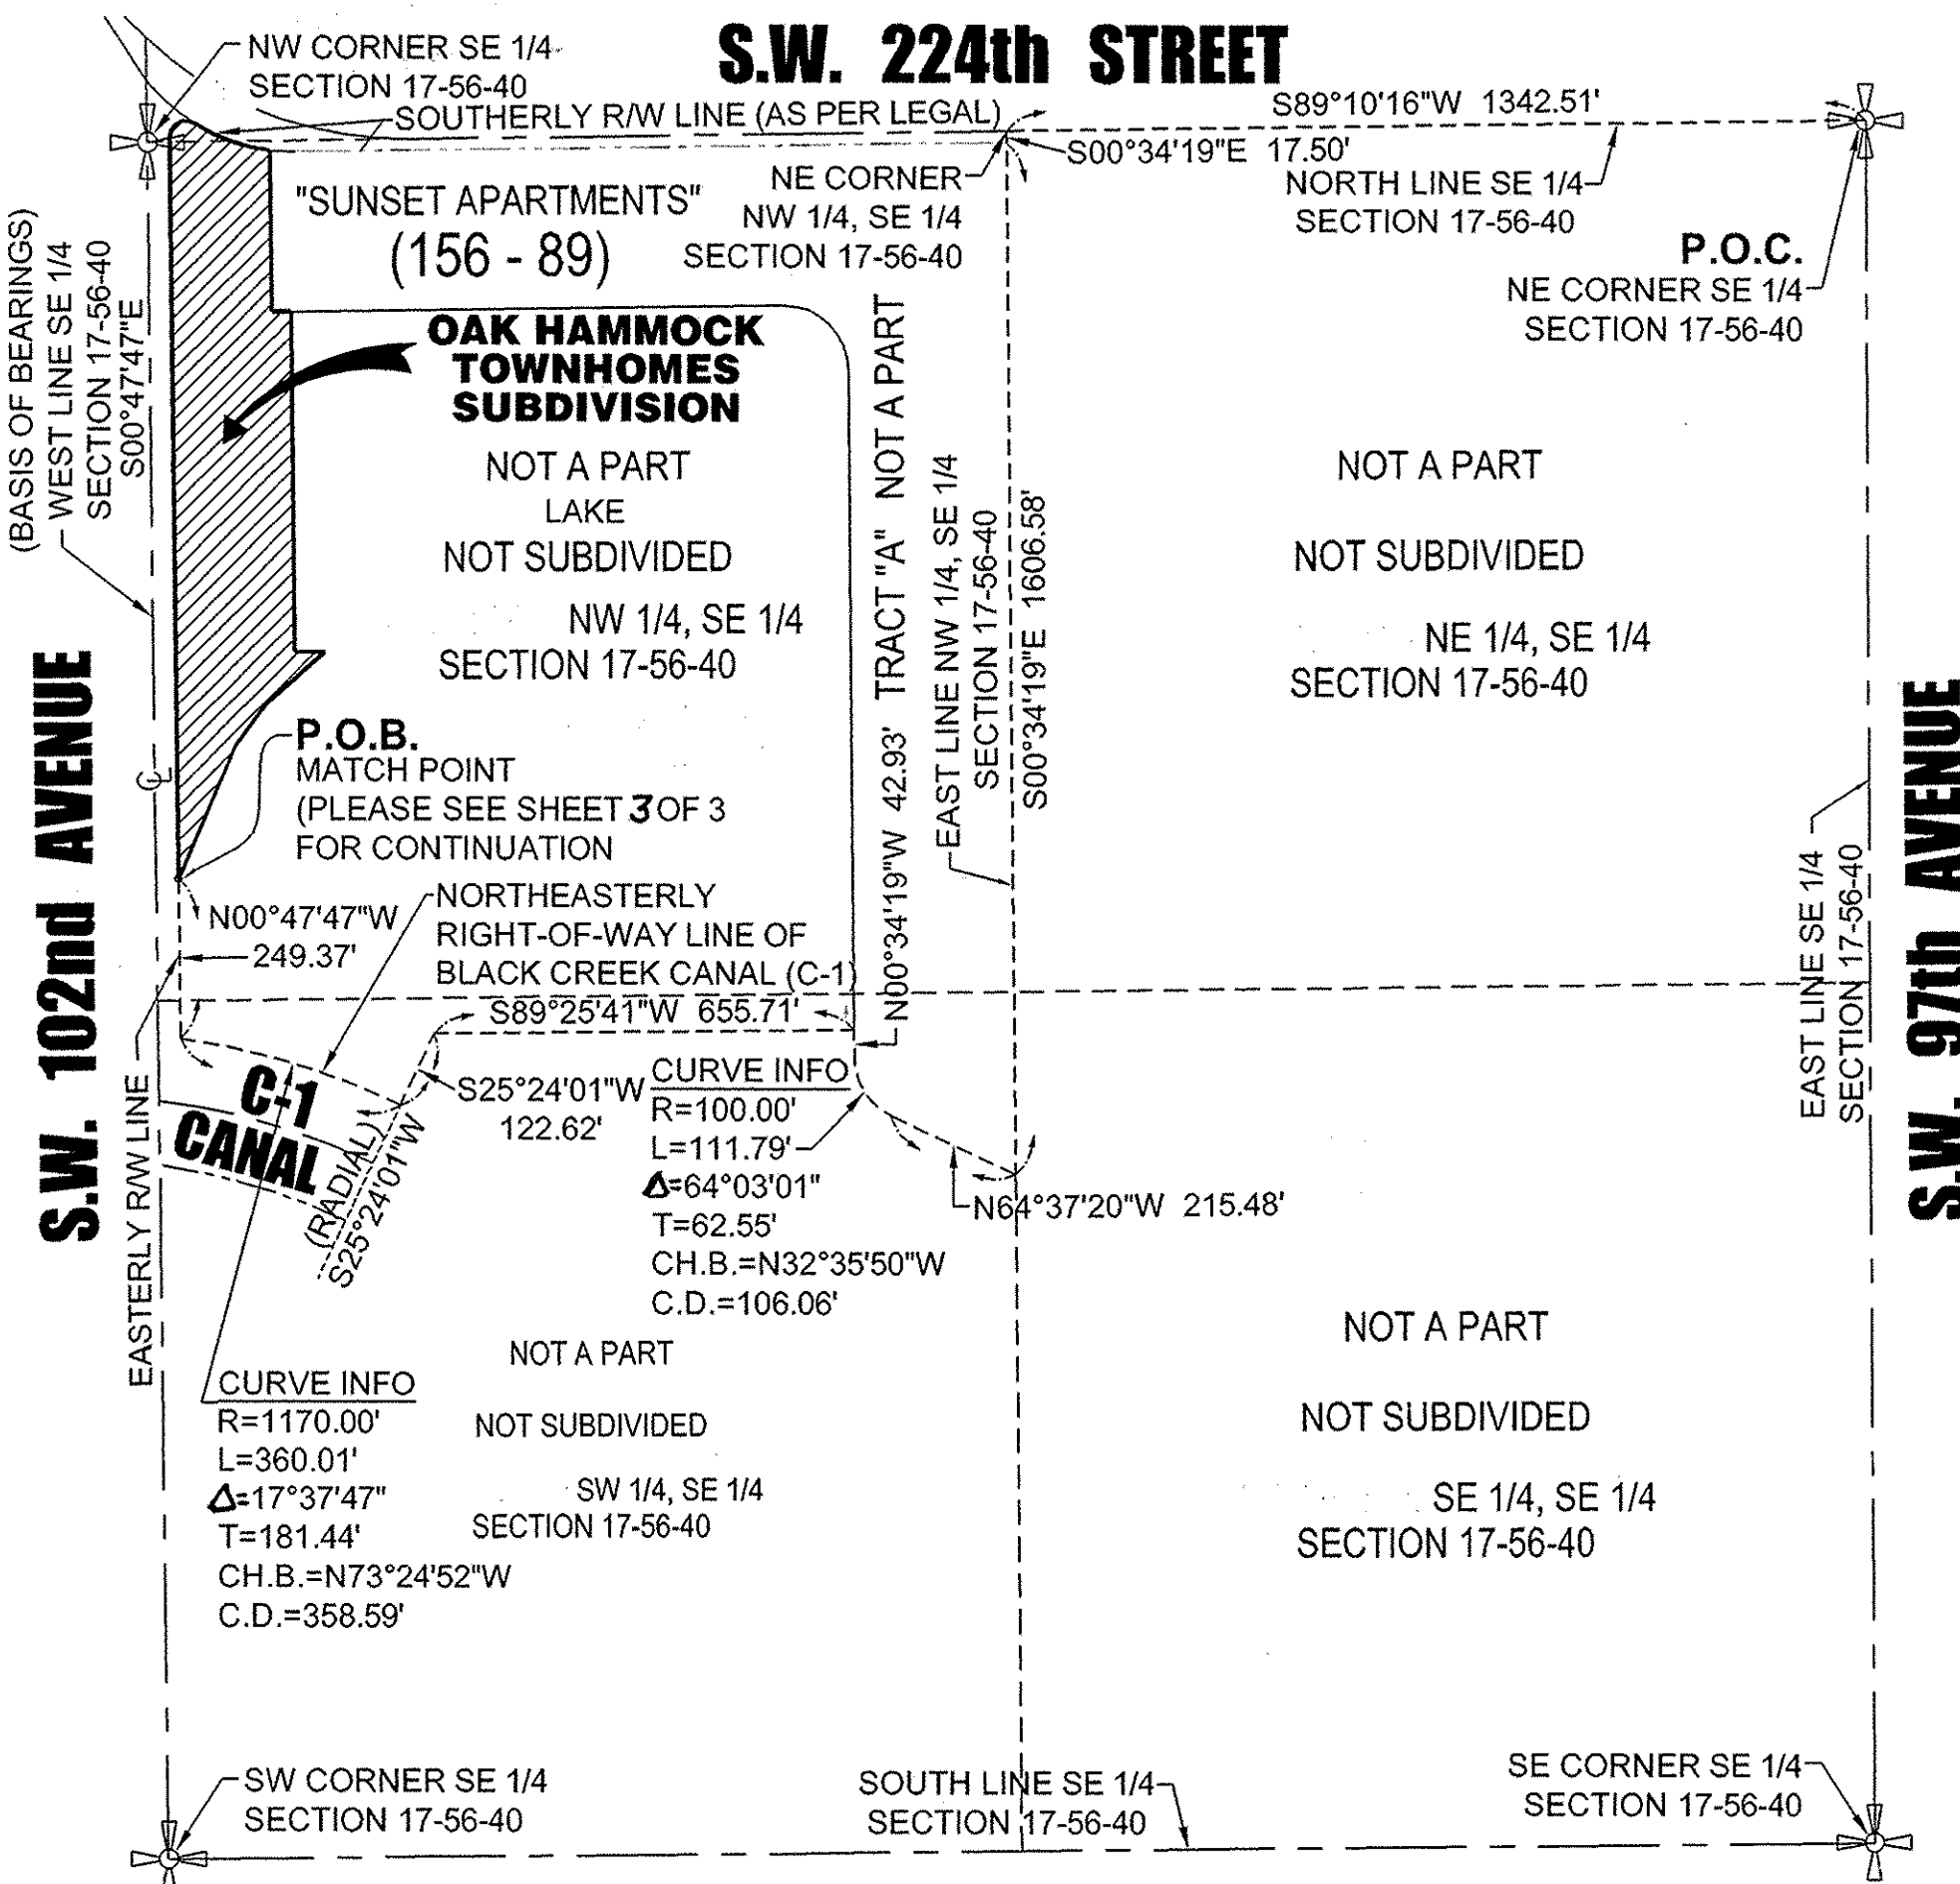 S.W. 224th STREET
NW CORNER SE 1/4
SECTION 17-56-40
SOUTHERLY R/W LINE (AS PER LEGAL)
S89°10'16"W 1342.51'
S00°34'19"E 17.50'
NE CORNER
NW 1/4, SE 1/4
SECTION 17-56-40
NORTH LINE SE 1/4
SECTION 17-56-40
P.O.C.
NE CORNER SE 1/4
SECTION 17-56-40
"SUNSET APARTMENTS"
(156 - 89)
(BASIS OF BEARINGS)
WEST LINE SE 1/4
SECTION 17-56-40
S00°47'47"E
OAK HAMMOCK
TOWNHOMES
SUBDIVISION
NOT A PART
LAKE
NOT SUBDIVIDED
NW 1/4, SE 1/4
SECTION 17-56-40
N00°34'19"W 42.93' TRACT "A" NOT A PART
EAST LINE NW 1/4, SE 1/4
SECTION 17-56-40
S00°34'19"E 1606.58'
NOT A PART
NOT SUBDIVIDED
NE 1/4, SE 1/4
SECTION 17-56-40
S.W. 102nd AVENUE
S.W. 97th AVENUE
P.O.B.
MATCH POINT
(PLEASE SEE SHEET 3 OF 3
FOR CONTINUATION
℄
N00°47'47"W
249.37'
NORTHEASTERLY
RIGHT-OF-WAY LINE OF
BLACK CREEK CANAL (C-1)
S89°25'41"W 655.71'
EAST LINE SE 1/4
SECTION 17-56-40
EASTERLY R/W LINE
C-1
CANAL
(RADIAL)
S25°24'01"W
S25°24'01"W
122.62'
CURVE INFO
R=100.00'
L=111.79'
Δ=64°03'01"
T=62.55'
CH.B.=N32°35'50"W
C.D.=106.06'
N64°37'20"W 215.48'
CURVE INFO
R=1170.00'
L=360.01'
Δ=17°37'47"
T=181.44'
CH.B.=N73°24'52"W
C.D.=358.59'
NOT A PART
NOT SUBDIVIDED
SW 1/4, SE 1/4
SECTION 17-56-40
NOT A PART
NOT SUBDIVIDED
SE 1/4, SE 1/4
SECTION 17-56-40
SW CORNER SE 1/4
SECTION 17-56-40
SOUTH LINE SE 1/4
SECTION 17-56-40
SE CORNER SE 1/4
SECTION 17-56-40